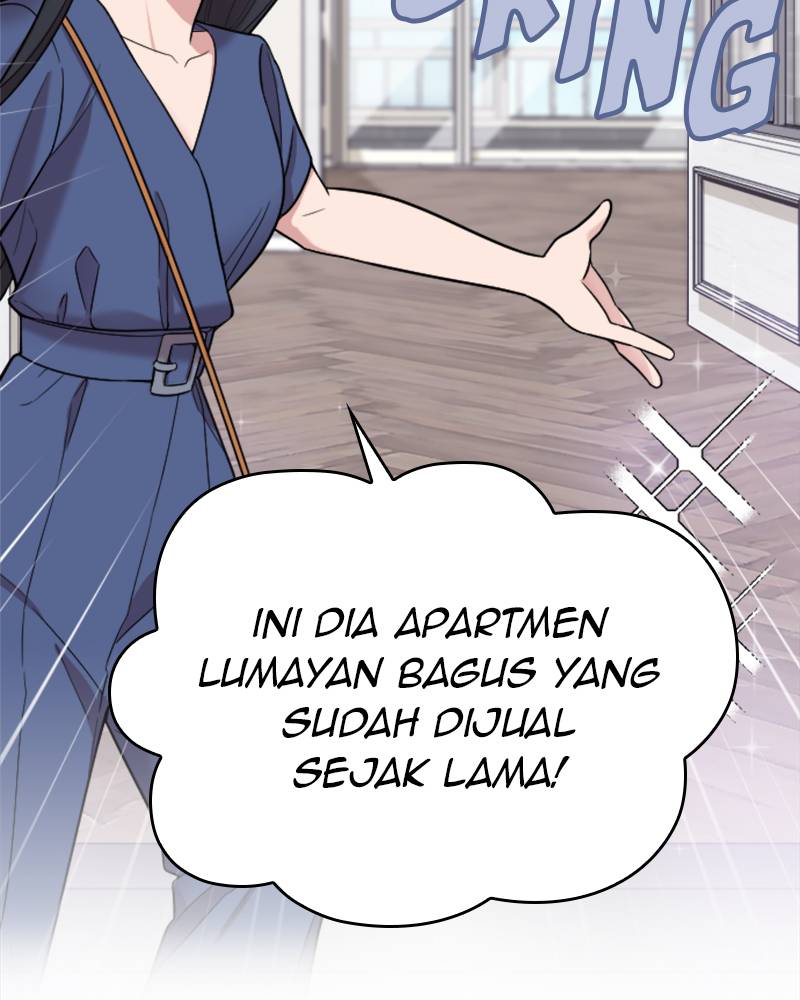 RING
INI DIA APARTMEN
LUMAYAN BAGUS YANG
SUDAH DIJUAL
SEJAK LAMA!